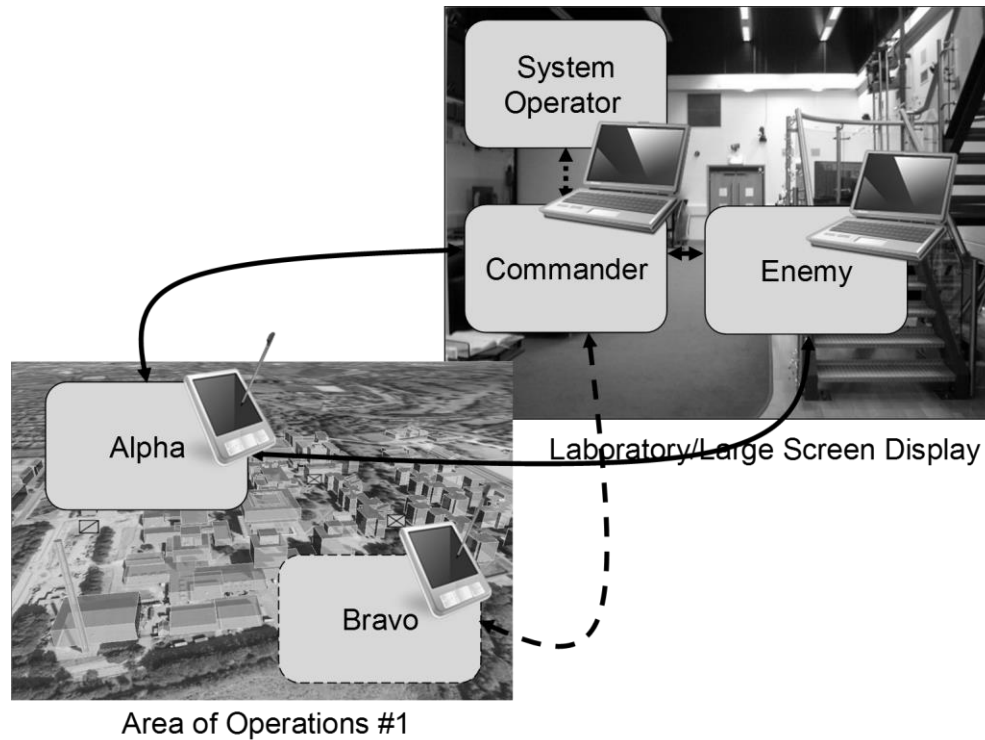 System
Operator
Commander
Enemy
Alpha
Laboratory/Large Screen Display
Bravo
Area of Operations #1